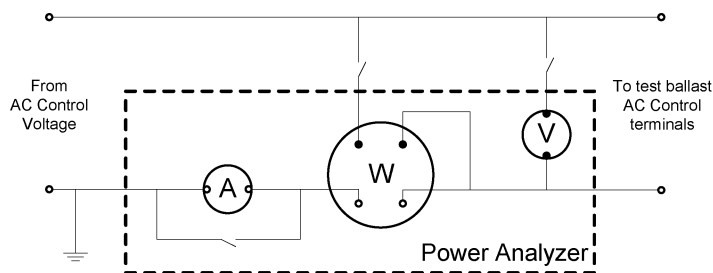 From
AC Control
Voltage
To test ballast
AC Control
terminals
V
W
A
Power Analyzer